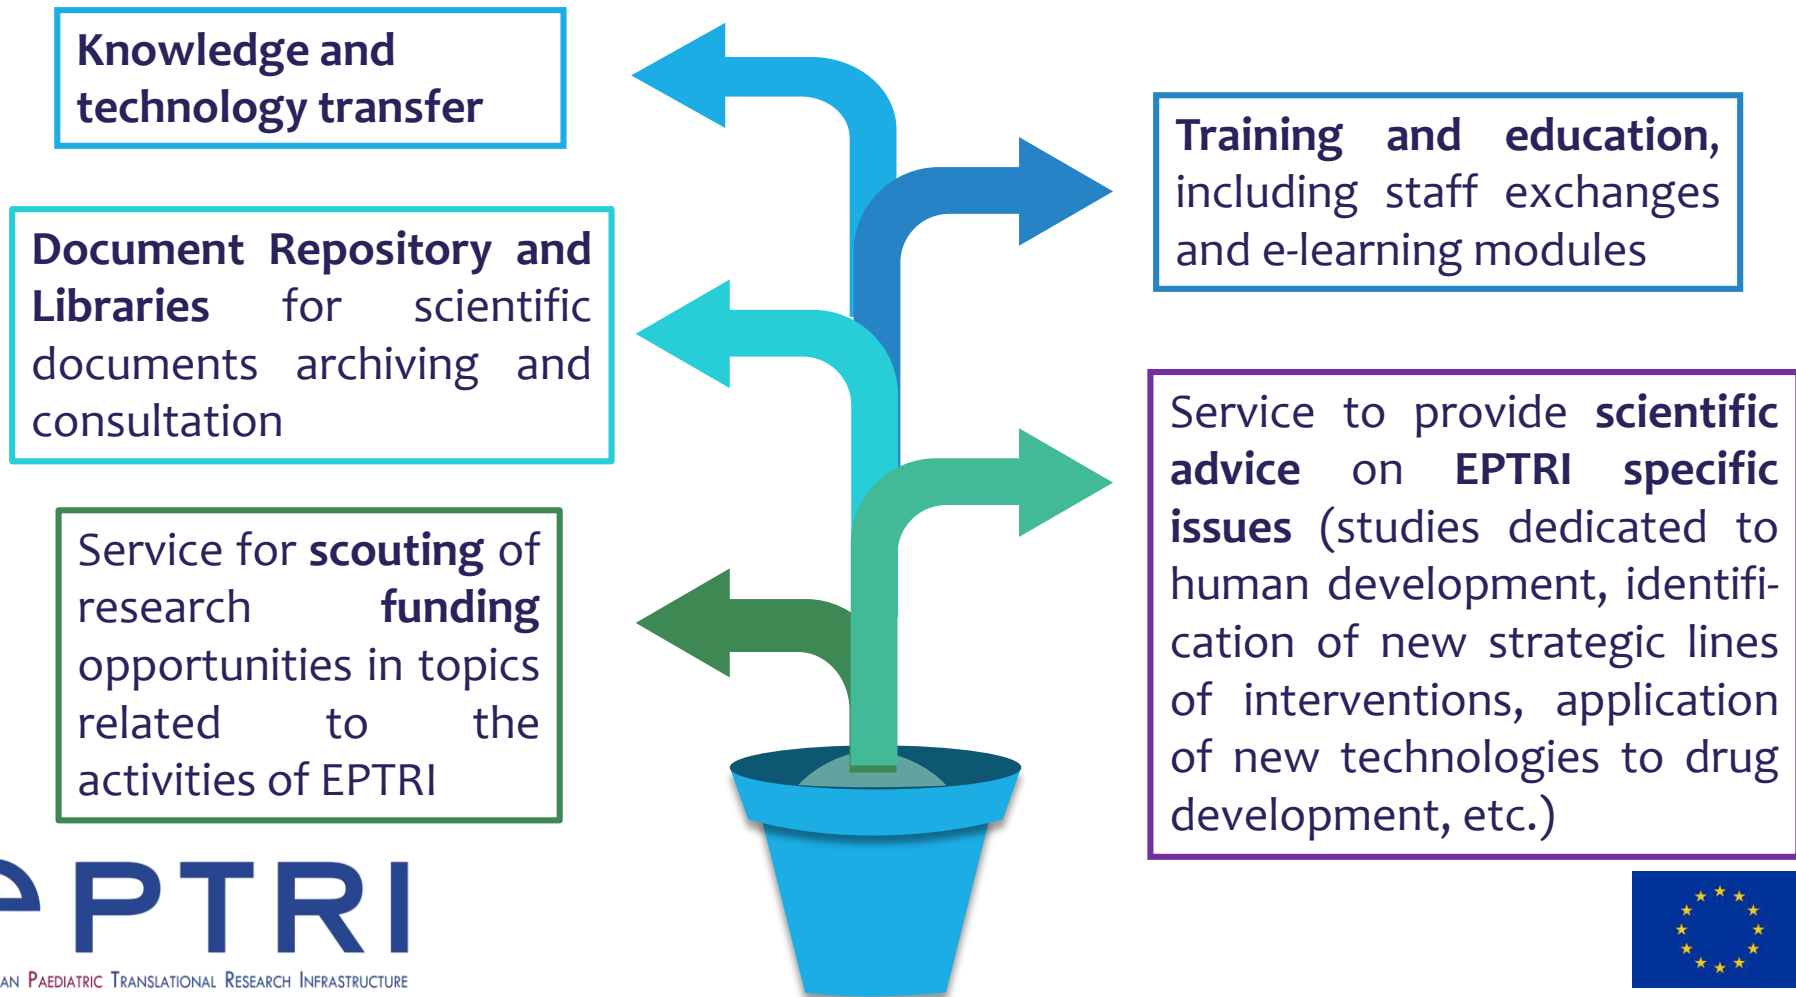 Knowledge and
technology transfer
Training and education,
including staff exchanges
and e-learning modules
Document Repository and
Libraries for scientific
documents archiving and
consultation
Service to provide scientific
advice on EPTRI specific
issues (studies dedicated to
human development, identifi-
cation of new strategic lines
of interventions, application
of new technologies to drug
development, etc.)
Service for scouting of
research funding
opportunities in topics
related to the
activities of EPTRI
ePTRI
AN PAEDIATRIC TRANSLATIONAL RESEARCH INFRASTRUCTURE